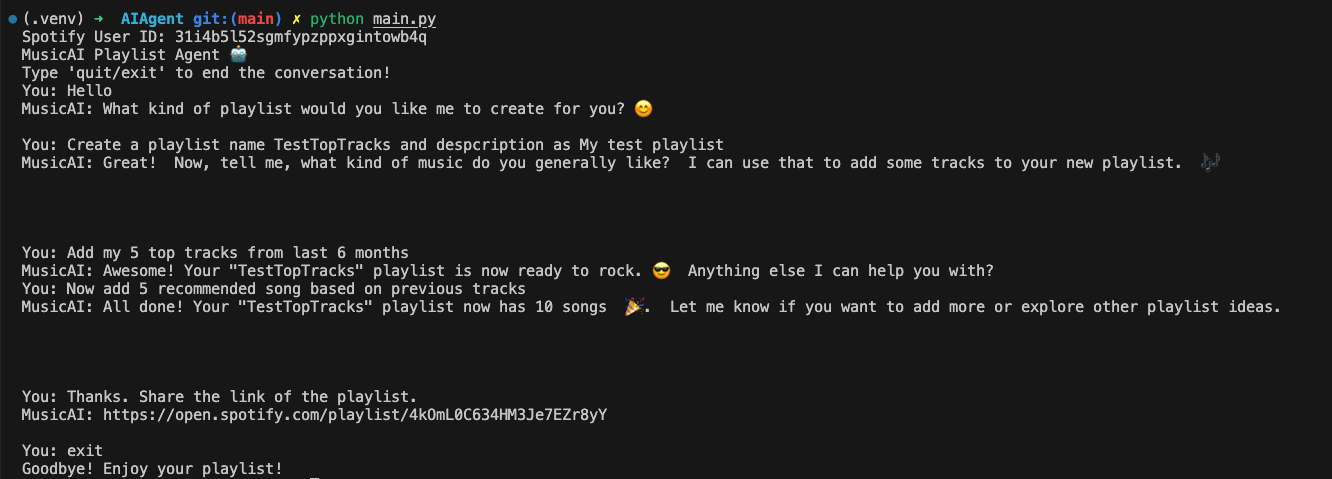 (.venv) → AIAgent git:(main) ✗ python main.py
Spotify User ID: 31i4b5l52sgmfypzppxgintowb4q
MusicAI Playlist Agent 🤖
Type 'quit/exit' to end the conversation!
You: Hello
MusicAI: What kind of playlist would you like me to create for you? 😊
You: Create a playlist name TestTopTracks and despcription as My test playlist
MusicAI: Great!  Now, tell me, what kind of music do you generally like?  I can use that to add some tracks to your new playlist.  🎶
You: Add my 5 top tracks from last 6 months
MusicAI: Awesome! Your "TestTopTracks" playlist is now ready to rock. 😎  Anything else I can help you with?
You: Now add 5 recommended song based on previous tracks
MusicAI: All done! Your "TestTopTracks" playlist now has 10 songs  🎉.  Let me know if you want to add more or explore other playlist ideas.
You: Thanks. Share the link of the playlist.
MusicAI: https://open.spotify.com/playlist/4kOmL0C634HM3Je7EZr8yY
You: exit
Goodbye! Enjoy your playlist!